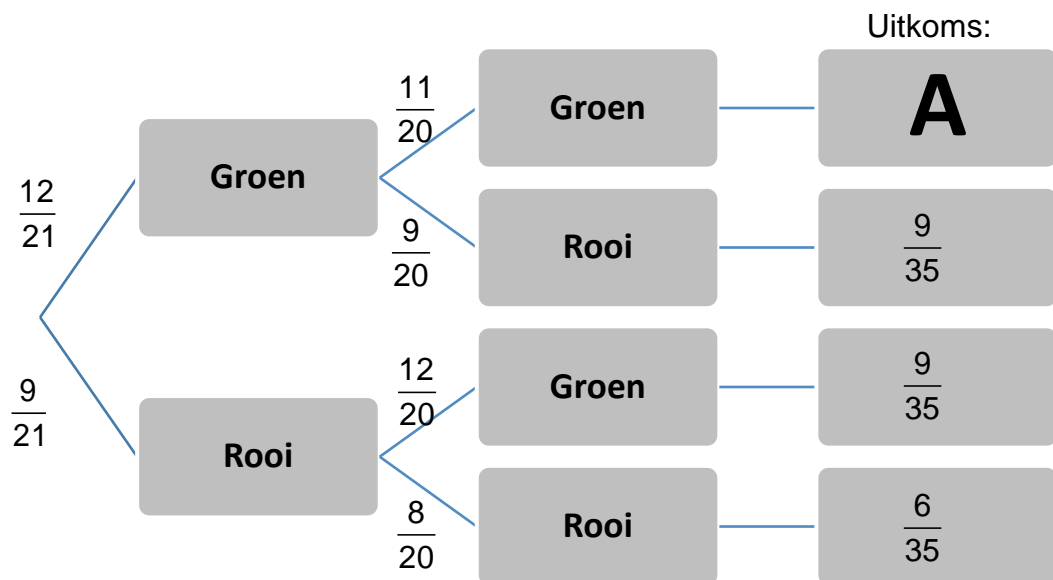 Uitkoms:
11/20
Groen
A
12/21
Groen
9/20
Rooi
9/35
9/21
Rooi
12/20
Groen
9/35
8/20
Rooi
6/35